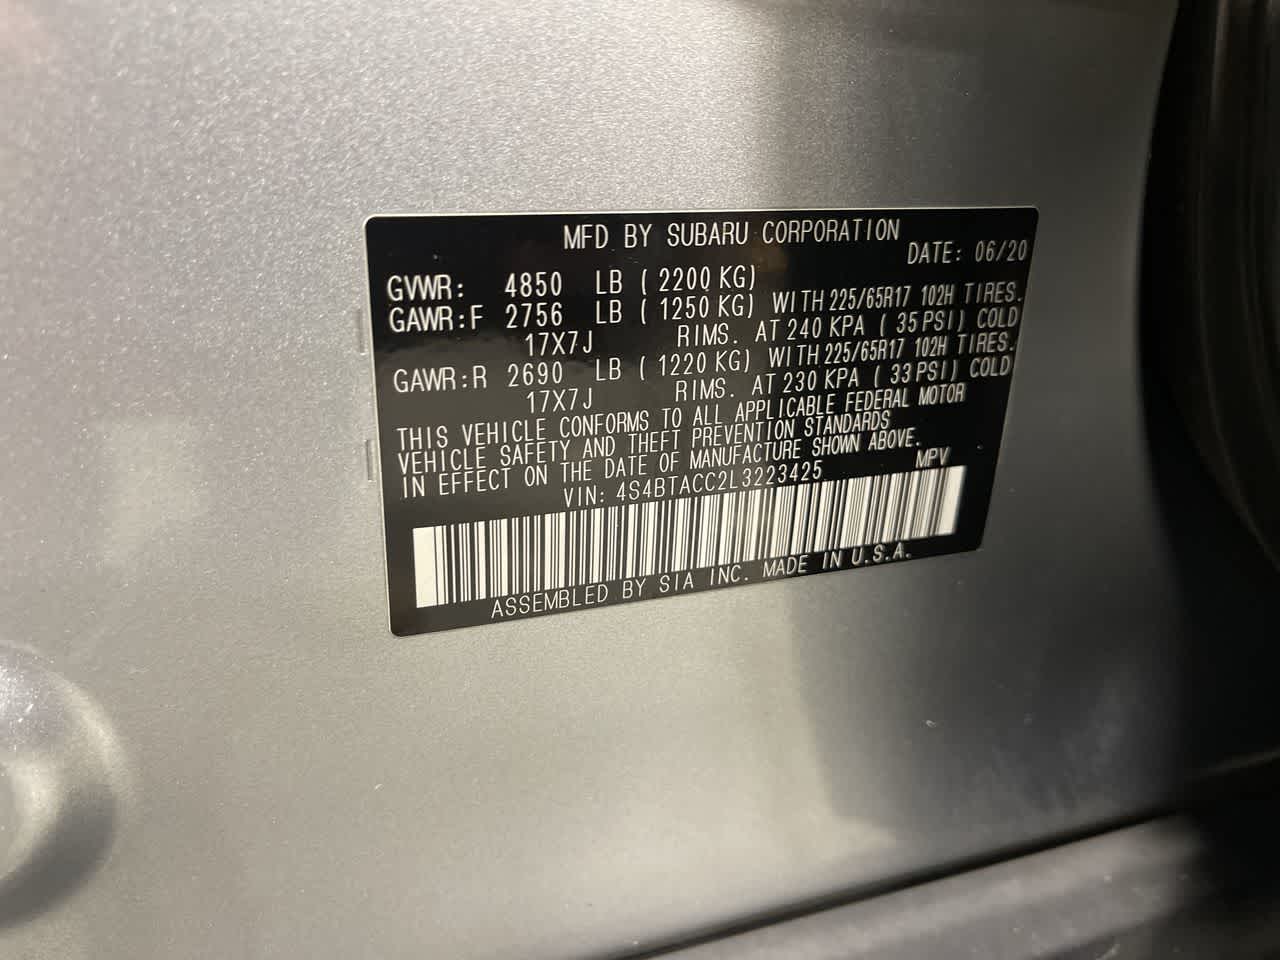 MFD BY SUBARU CORPORATION
DATE: 06/20
GVWR: 4850 LB ( 2200 KG)
GAWR:F 2756 LB ( 1250 KG) WITH 225/65R17 102H TIRES.
17X7J RIMS. AT 240 KPA ( 35 PSI) COLD
GAWR:R 2690 LB ( 1220 KG) WITH 225/65R17 102H TIRES.
17X7J RIMS. AT 230 KPA ( 33 PSI) COLD
THIS VEHICLE CONFORMS TO ALL APPLICABLE FEDERAL MOTOR
VEHICLE SAFETY AND THEFT PREVENTION STANDARDS
IN EFFECT ON THE DATE OF MANUFACTURE SHOWN ABOVE.
VIN: 4S4BTACC2L3223425 MPV
ASSEMBLED BY SIA INC. MADE IN U.S.A.